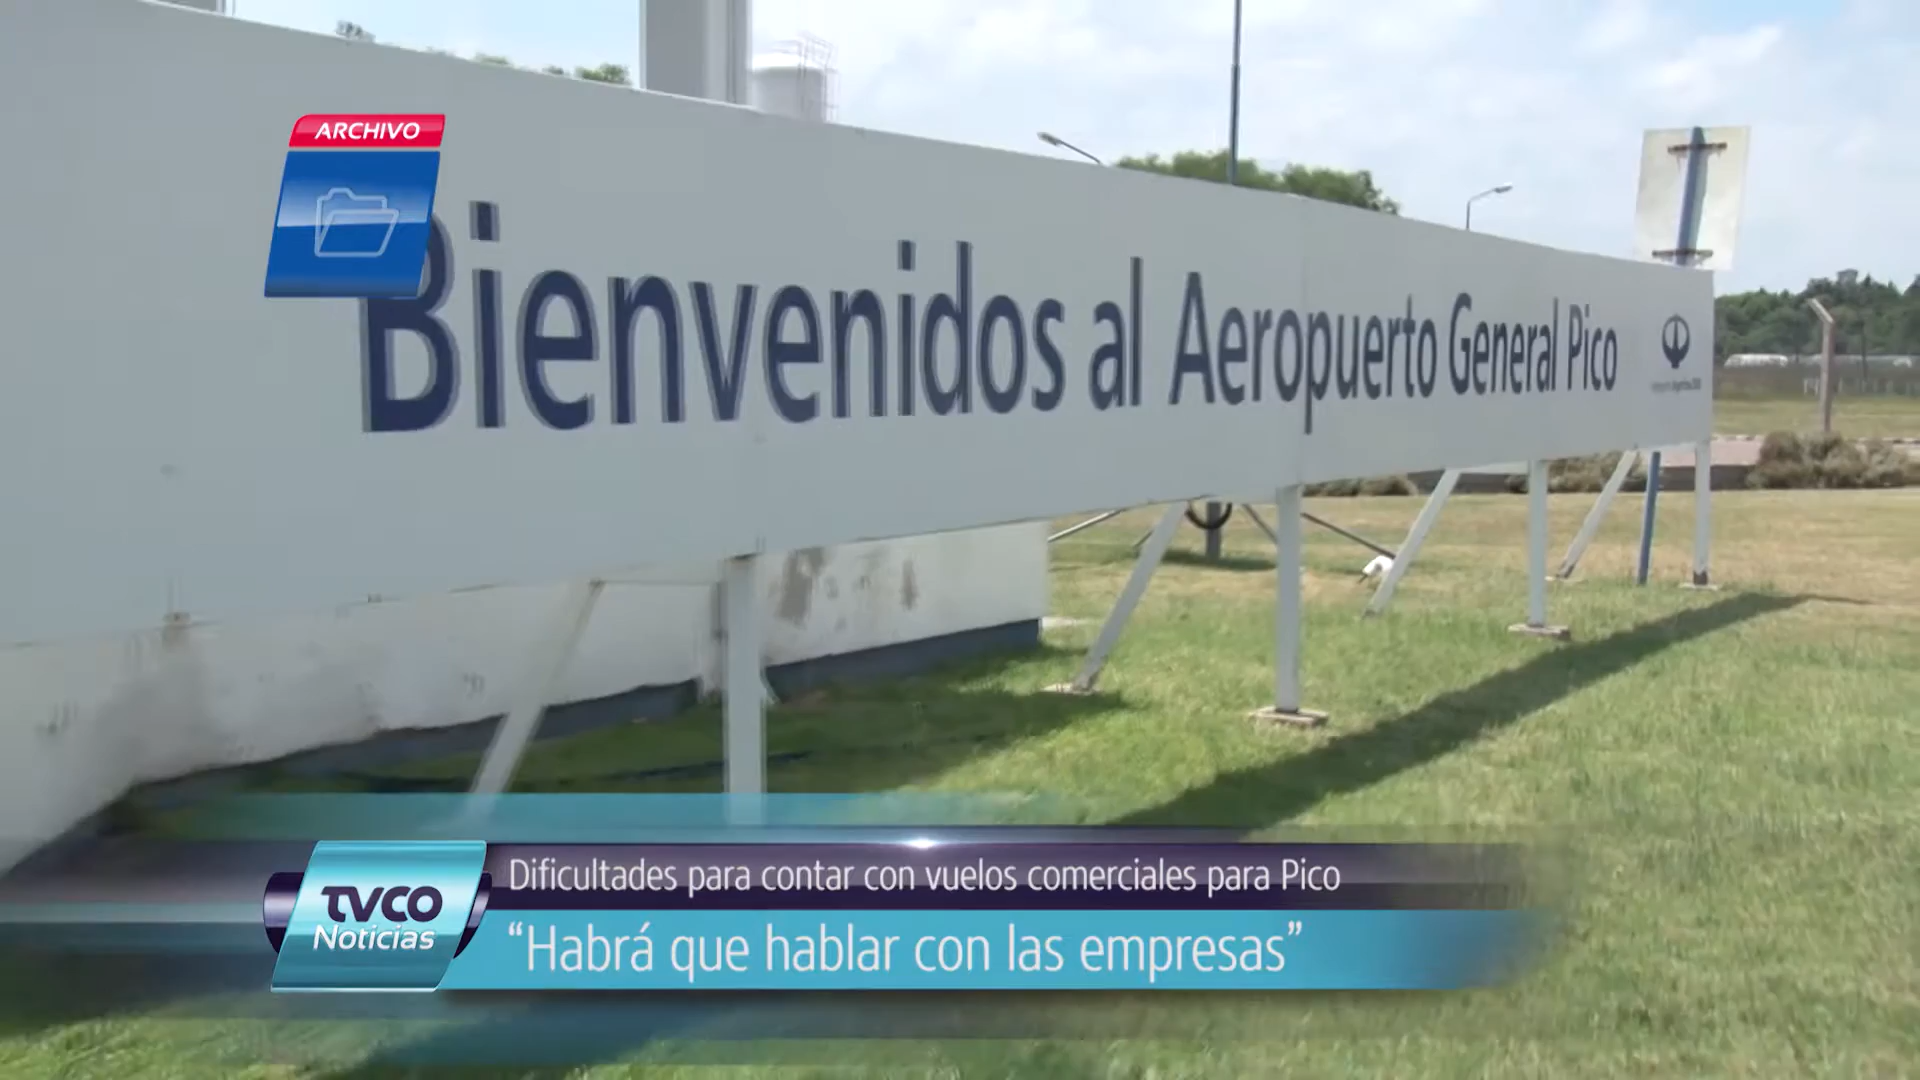 ARCHIVO
Bienvenidos al Aeropuerto General Pico
Dificultades para contar con vuelos comerciales para Pico
TVCO
Noticias
“Habrá que hablar con las empresas”